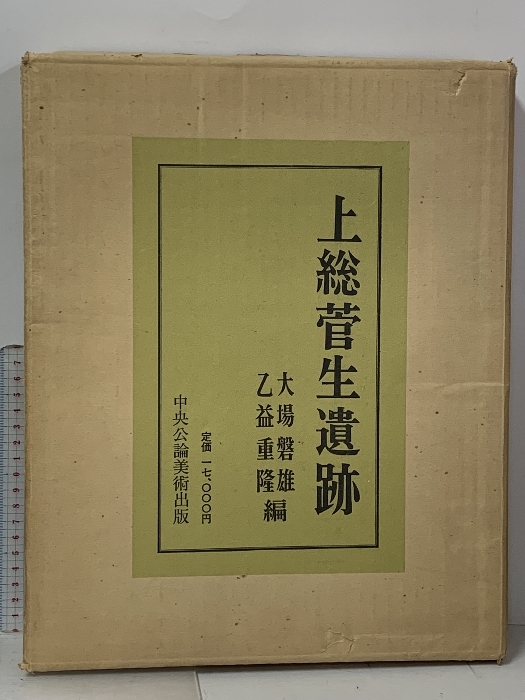 上総菅生遺跡
大場磐雄
乙益重隆編
定価 一七、〇〇〇円
中央公論美術出版